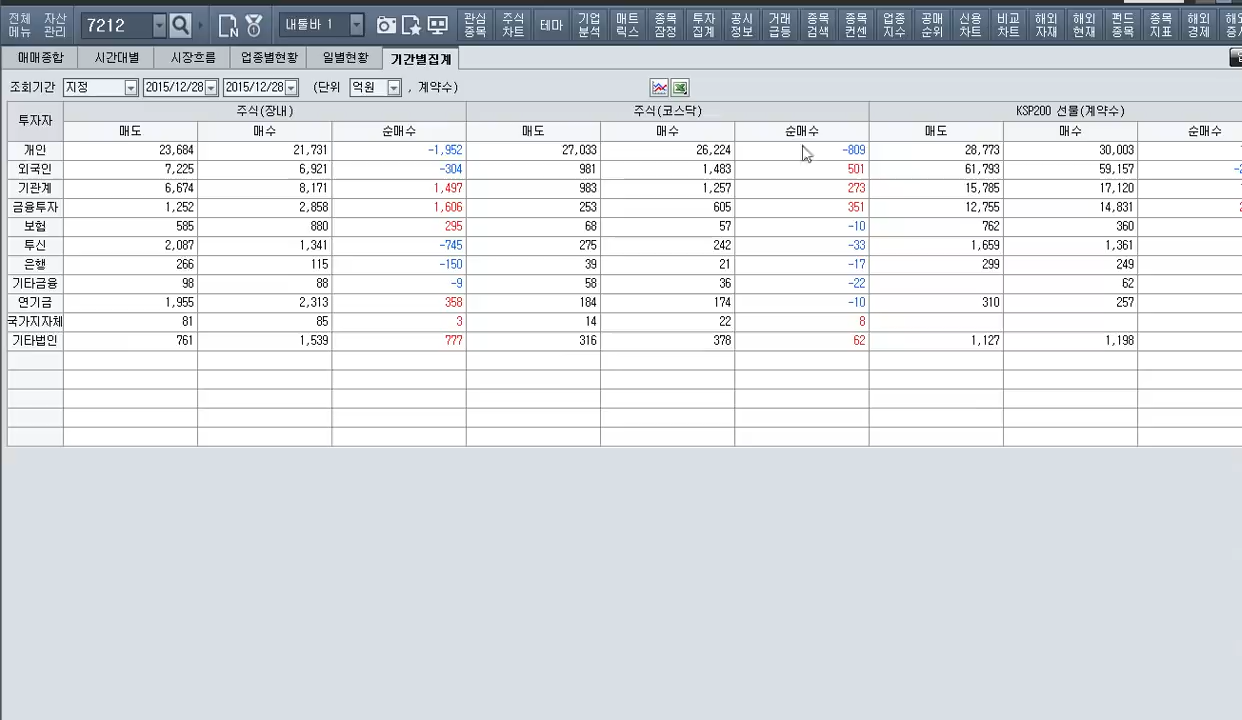 전체 자산 7212 내툴바 1 관심 주식 테마 기업 매트 종목 투자 공시 거래 종목 종목 업종 공매 신용 비교 해외 해외 펀드 종목 해외
메뉴 관리 종목 차트 분석 릭스 잠정 집계 정보 급등 검색 컨센 지수 순위 차트 차트 자재 현재 종목 지표 경제
매매종합 시간대별 시장흐름 업종별현황 일별현황 기간별집계
조회기간 지정 2015/12/28 2015/12/28 (단위 억원 , 계약수)
투자자 주식(장내) 주식(코스닥) KSP200 선물(계약수)
매도 매수 순매수 매도 매수 순매수 매도 매수 순매수
개인 23,684 21,731 -1,952 27,033 26,224 -809 28,773 30,003
외국인 7,225 6,921 -304 981 1,483 501 61,793 59,157
기관계 6,674 8,171 1,497 983 1,257 273 15,785 17,120
금융투자 1,252 2,858 1,606 253 605 351 12,755 14,831
보험 585 880 295 68 57 -10 762 360
투신 2,087 1,341 -745 275 242 -33 1,659 1,361
은행 266 115 -150 39 21 -17 299 249
기타금융 98 88 -9 58 36 -22 62
연기금 1,955 2,313 358 184 174 -10 310 257
국가지자체 81 85 3 14 22 8
기타법인 761 1,539 777 316 378 62 1,127 1,198